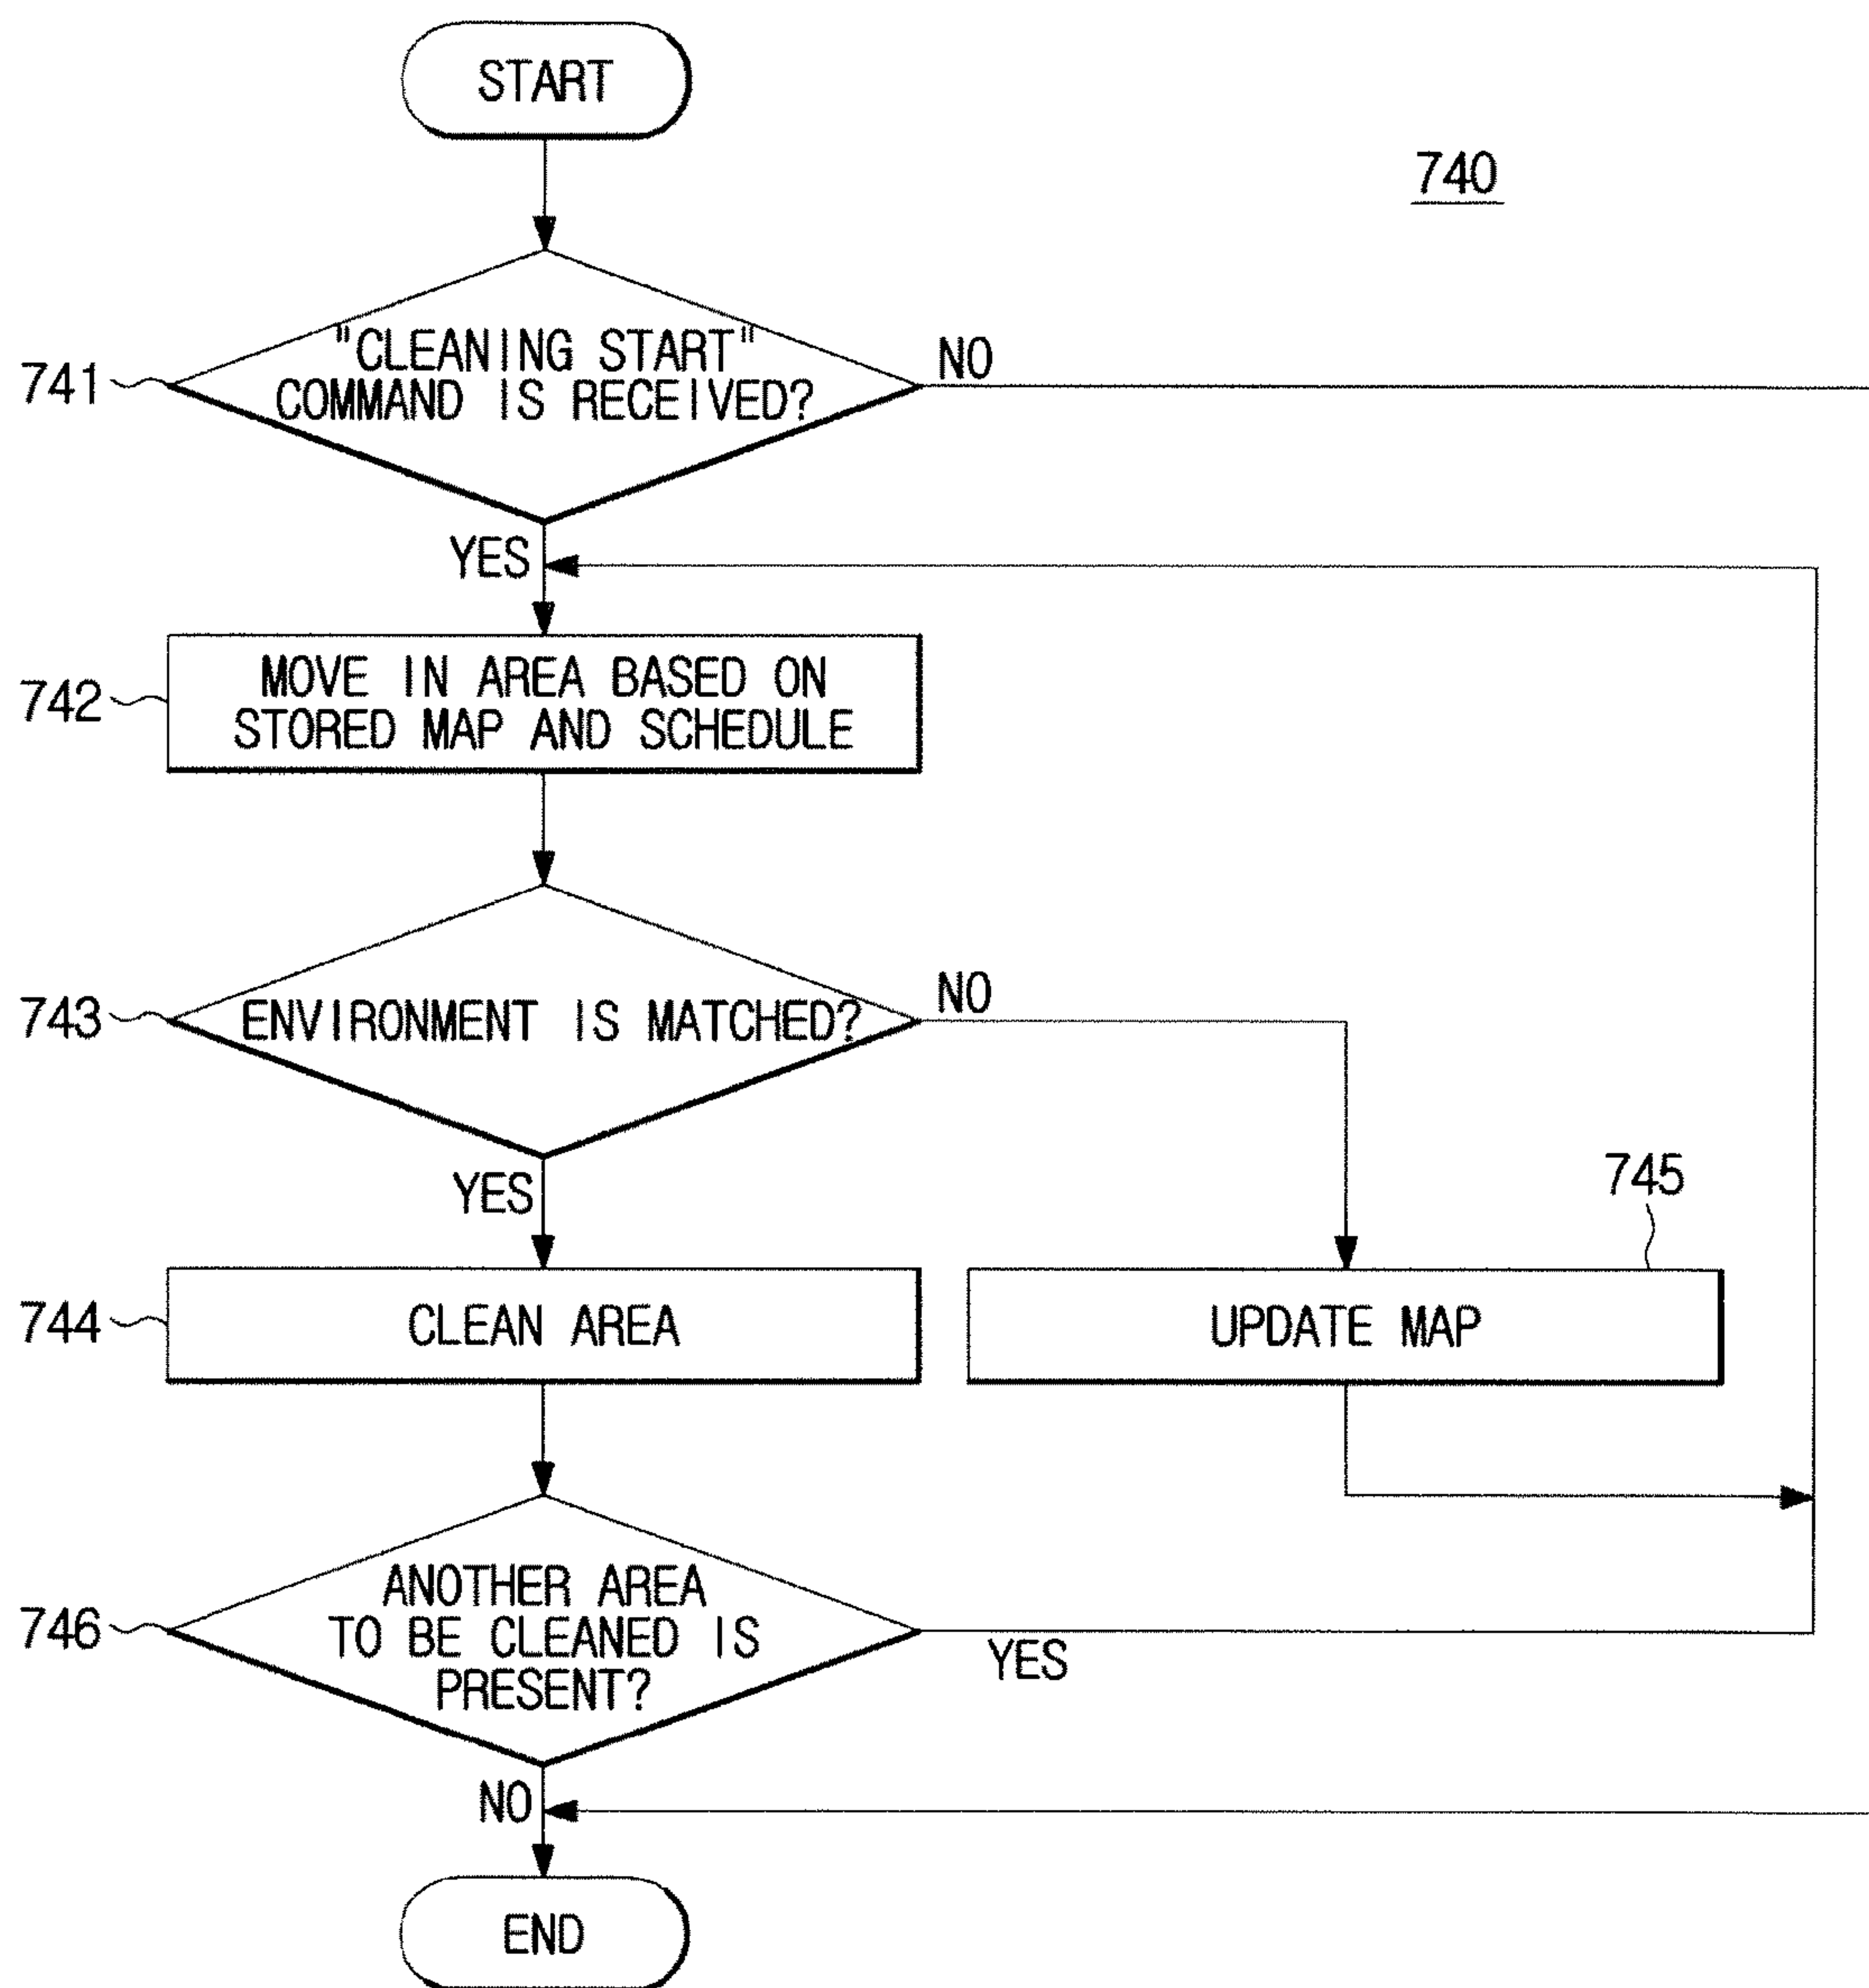 START
740
"CLEANING START"
COMMAND IS RECEIVED?
741
NO
YES
MOVE IN AREA BASED ON
STORED MAP AND SCHEDULE
742
ENVIRONMENT IS MATCHED?
743
NO
YES
745
CLEAN AREA
744
UPDATE MAP
ANOTHER AREA
TO BE CLEANED IS
PRESENT?
746
YES
NO
END